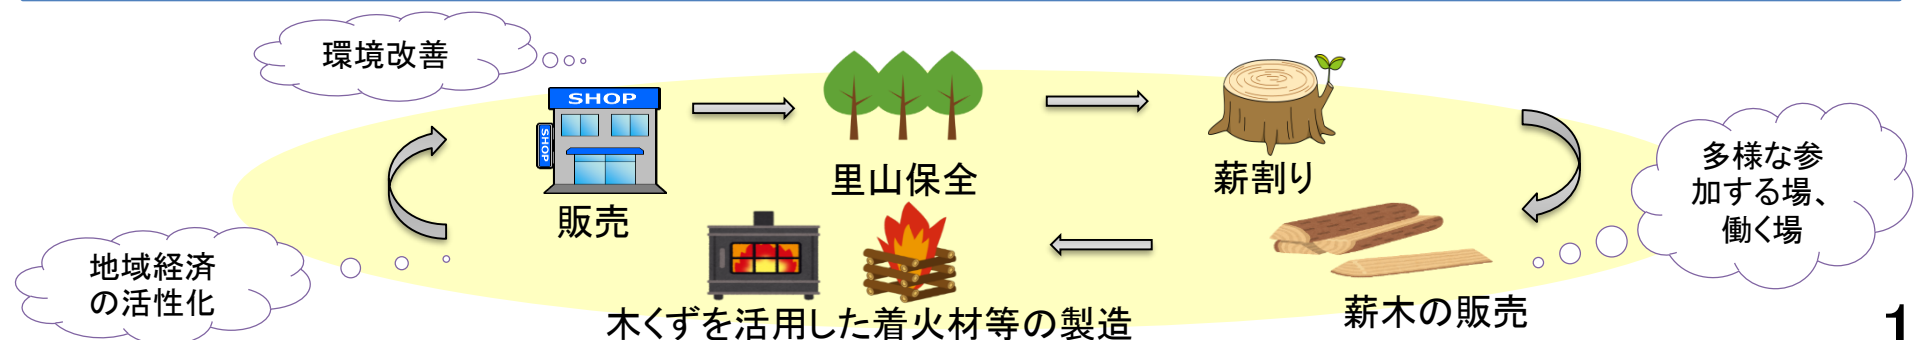 環境改善
SHOP
SHOP
販売
里山保全
薪割り
多様な参
加する場、
働く場
薪木の販売
木くずを活用した着火材等の製造
地域経済
の活性化
1